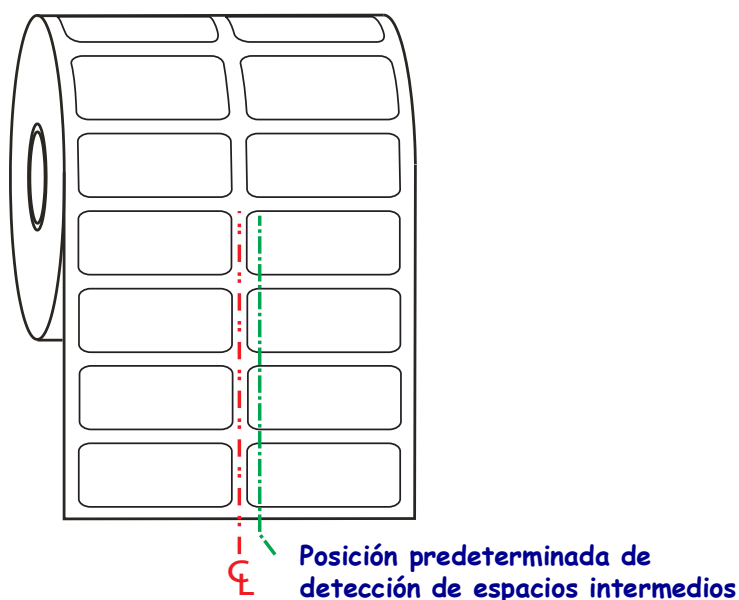 ℄
Posición predeterminada de
detección de espacios intermedios